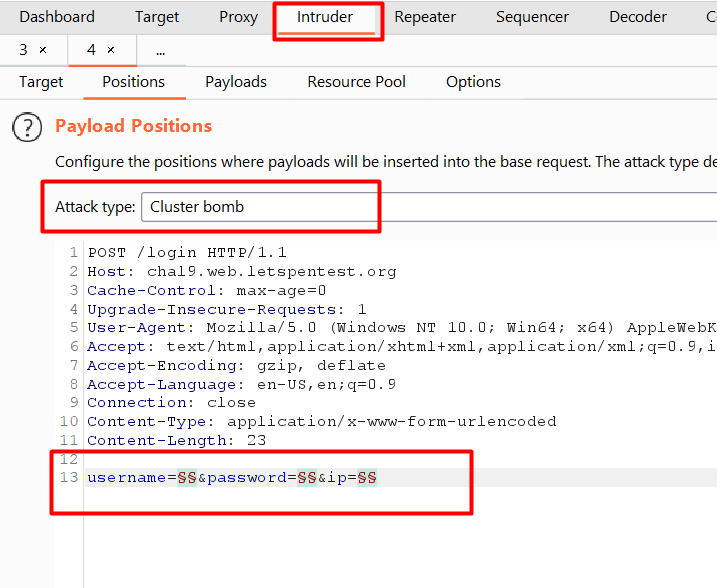 Dashboard Target Proxy Intruder Repeater Sequencer Decoder
3 × 4 × ...
Target Positions Payloads Resource Pool Options
? Payload Positions
Configure the positions where payloads will be inserted into the base request. The attack type de
Attack type: Cluster bomb
1 POST /login HTTP/1.1
2 Host: chal9.web.letspentest.org
3 Cache-Control: max-age=0
4 Upgrade-Insecure-Requests: 1
5 User-Agent: Mozilla/5.0 (Windows NT 10.0; Win64; x64) AppleWebK
6 Accept: text/html,application/xhtml+xml,application/xml;q=0.9,i
7 Accept-Encoding: gzip, deflate
8 Accept-Language: en-US,en;q=0.9
9 Connection: close
10 Content-Type: application/x-www-form-urlencoded
11 Content-Length: 23
12
13 username=§§&password=§§&ip=§§